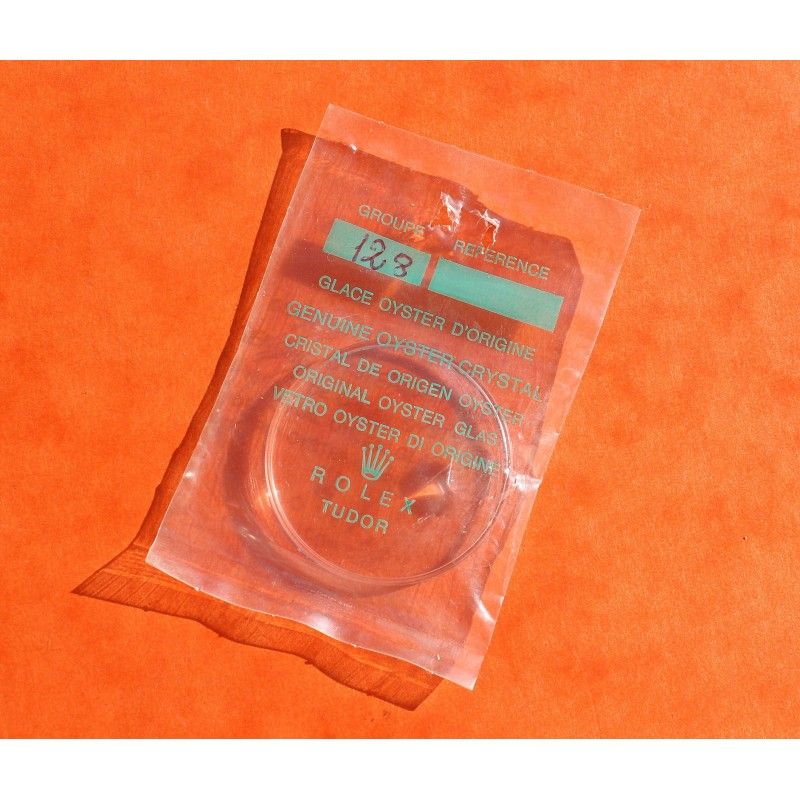 GROUPS REFERENCE
128
GLACE OYSTER D'ORIGINE
GENUINE OYSTER CRYSTAL
CRISTAL DE ORIGEN OYSTER
ORIGINAL OYSTER GLAS
VETRO OYSTER DI ORIGINE
ROLEX
TUDOR